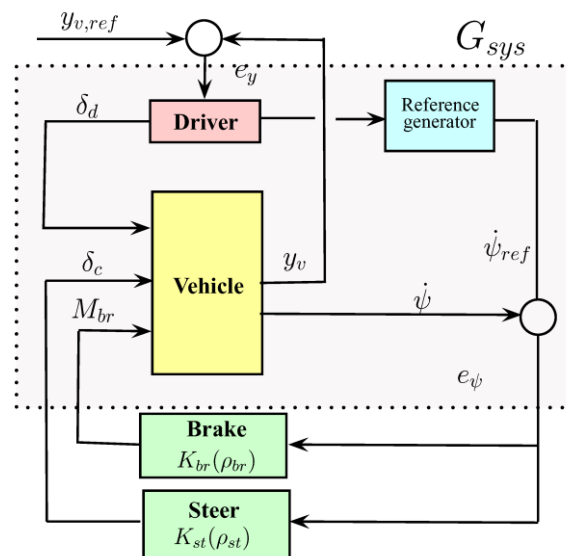 y_{v,ref}
G_{sys}
e_y
δ_d
Driver
Reference
generator
ψ̇_{ref}
δ_c
y_v
Vehicle
ψ̇
M_{br}
e_ψ
Brake
K_{br}(ρ_{br})
Steer
K_{st}(ρ_{st})